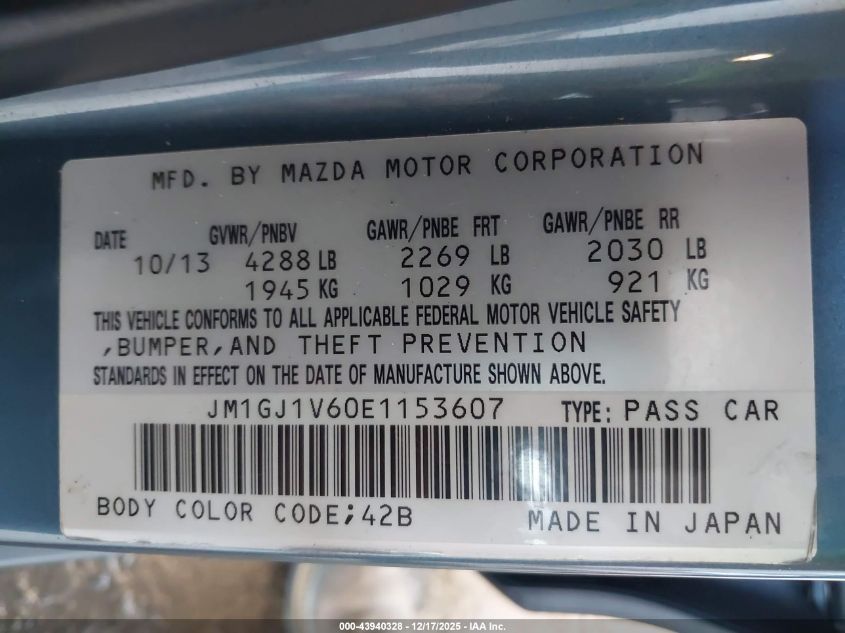 MFD. BY MAZDA MOTOR CORPORATION
DATE GVWR/PNBV GAWR/PNBE FRT GAWR/PNBE RR
10/13 4288 LB 2269 LB 2030 LB
1945 KG 1029 KG 921 KG
THIS VEHICLE CONFORMS TO ALL APPLICABLE FEDERAL MOTOR VEHICLE SAFETY
,BUMPER,AND THEFT PREVENTION
STANDARDS IN EFFECT ON THE DATE OF MANUFACTURE SHOWN ABOVE.
JM1GJ1V60E1153607 TYPE: PASS CAR
BODY COLOR CODE;42B MADE IN JAPAN
000-43940328 - 12/17/2025 - IAA Inc.